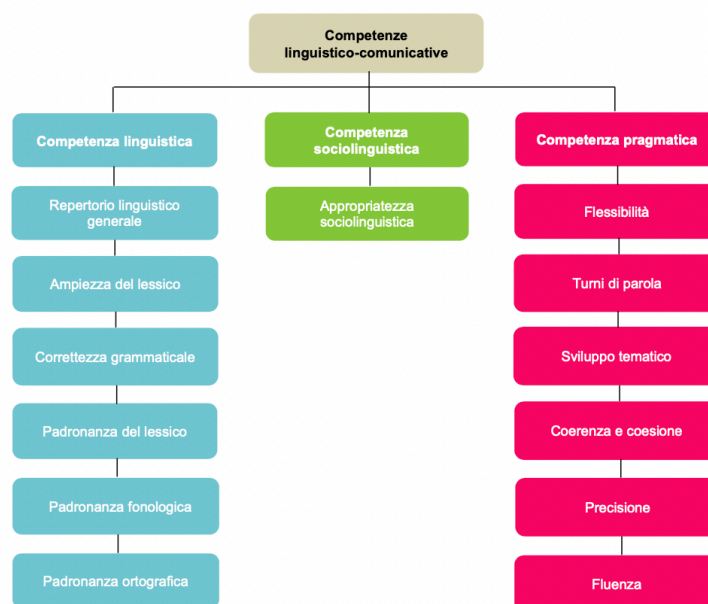 Competenze
linguistico-comunicative
Competenza linguistica
Repertorio linguistico
generale
Ampiezza del lessico
Correttezza grammaticale
Padronanza del lessico
Padronanza fonologica
Padronanza ortografica
Competenza
sociolinguistica
Appropriatezza
sociolinguistica
Competenza pragmatica
Flessibilità
Turni di parola
Sviluppo tematico
Coerenza e coesione
Precisione
Fluenza